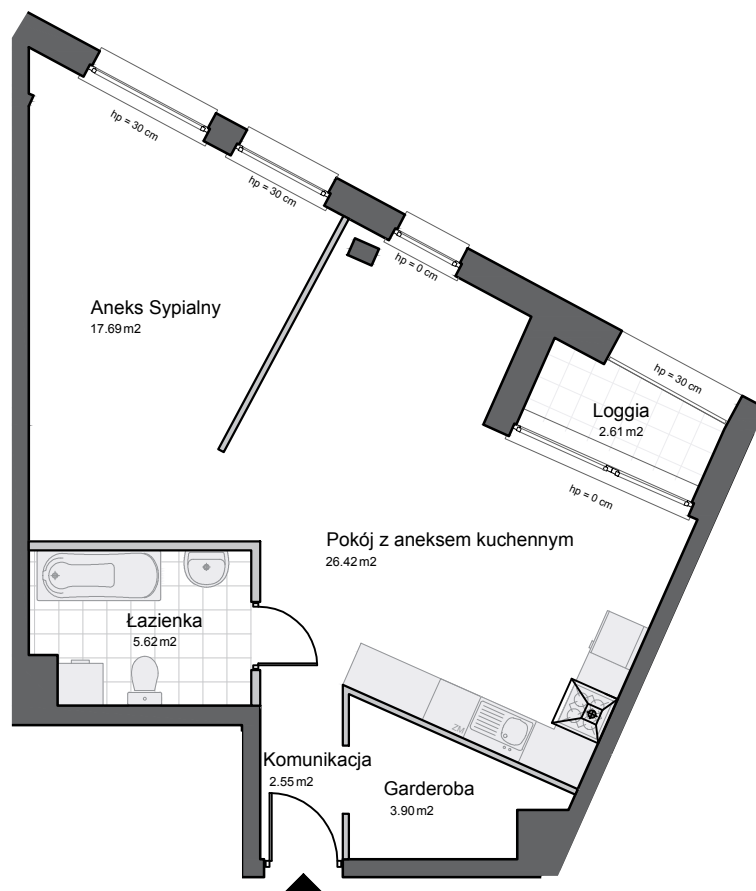 hp = 30 cm
hp = 30 cm
hp = 0 cm
Aneks Sypialny
17.69 m2
hp = 30 cm
Loggia
2.61 m2
hp = 0 cm
Pokój z aneksem kuchennym
26.42 m2
Łazienka
5.62 m2
ZM
Komunikacja
2.55 m2
Garderoba
3.90 m2